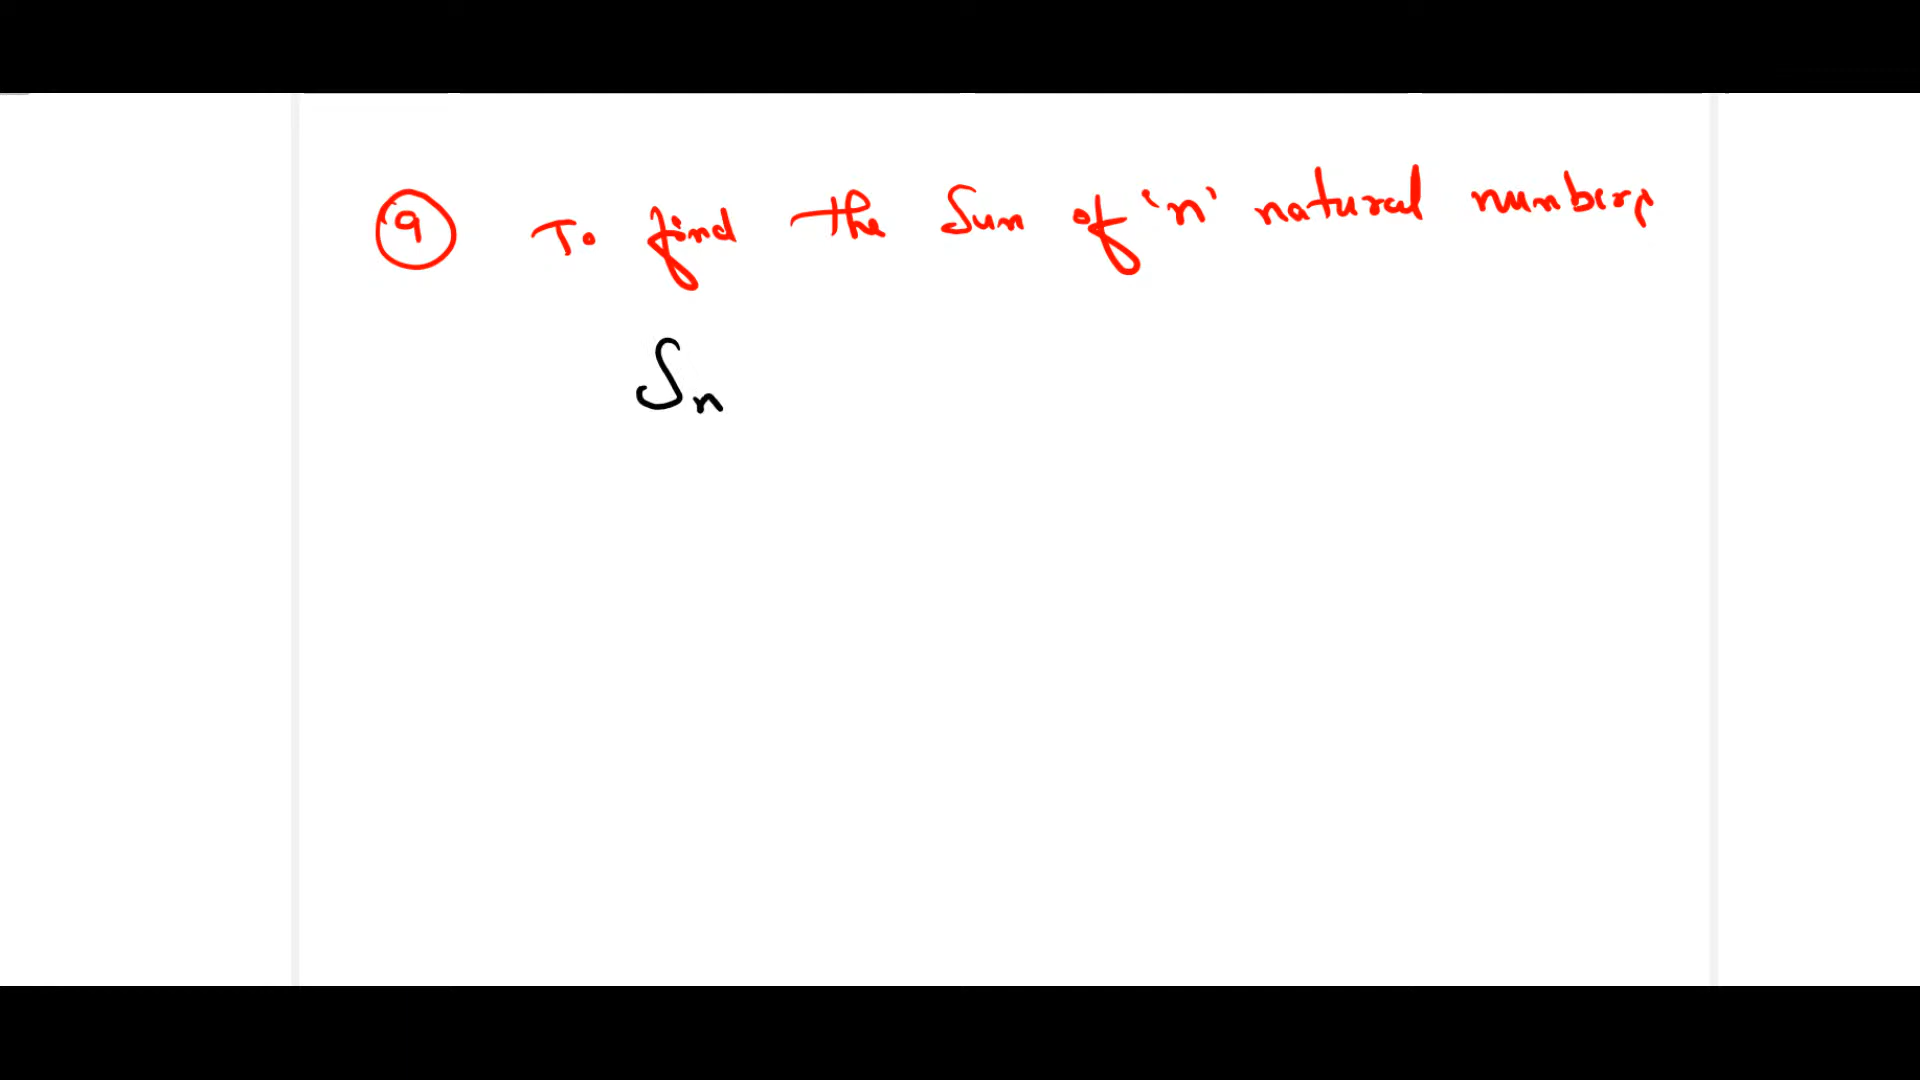 9 To find the Sum of 'n' natural numbers
Sn